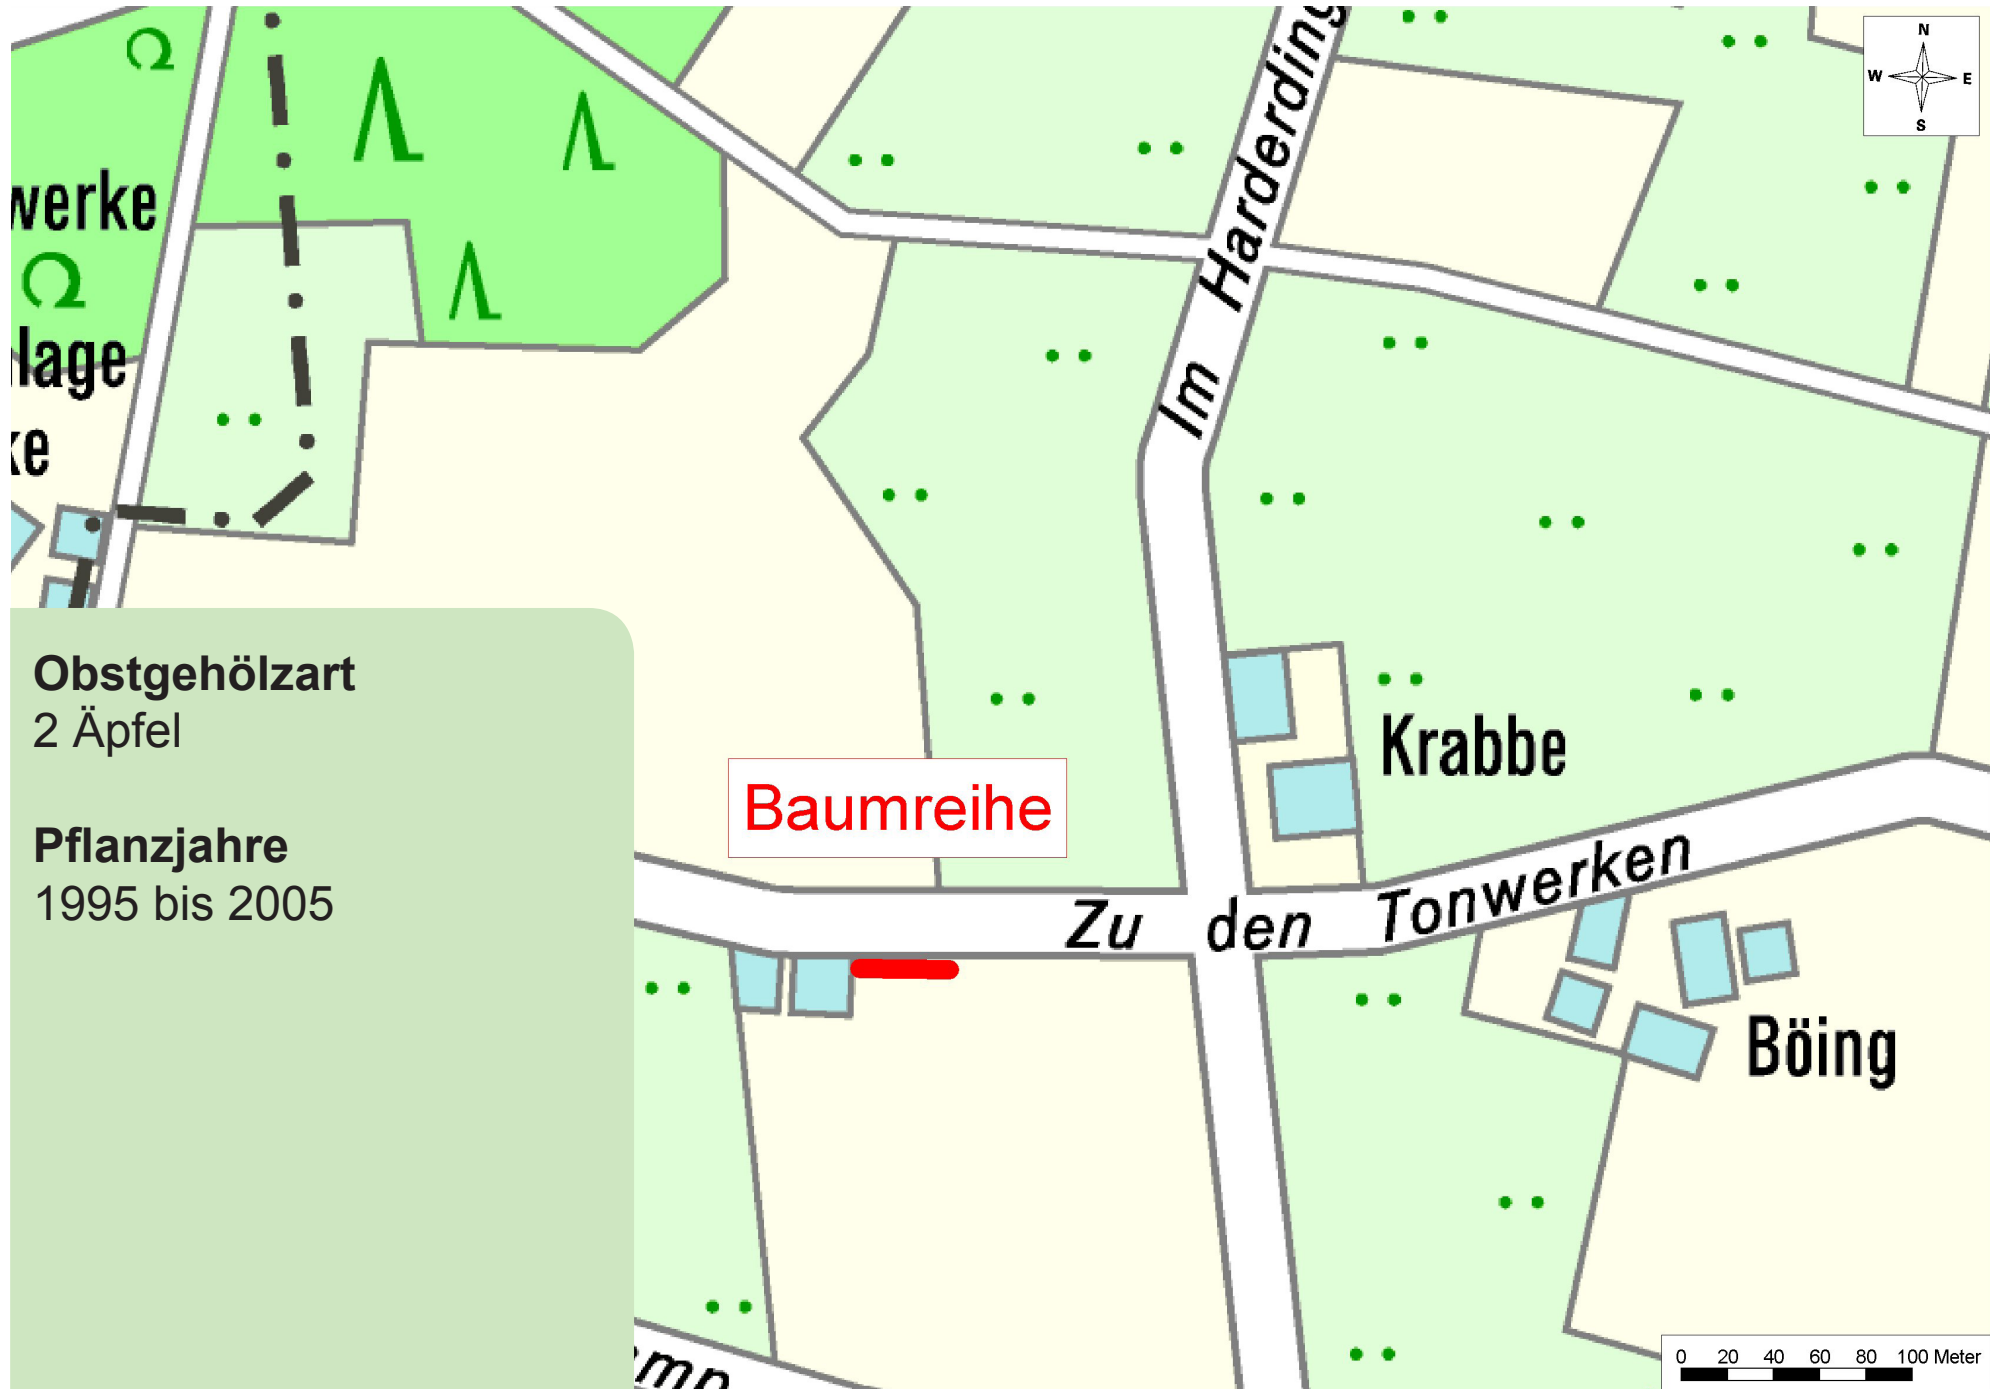 N
W E
S
werke
lage
ke
Im Harderding
Obstgehölzart
2 Äpfel
Pflanzjahre
1995 bis 2005
Krabbe
Baumreihe
Zu den Tonwerken
Böing
0 20 40 60 80 100 Meter